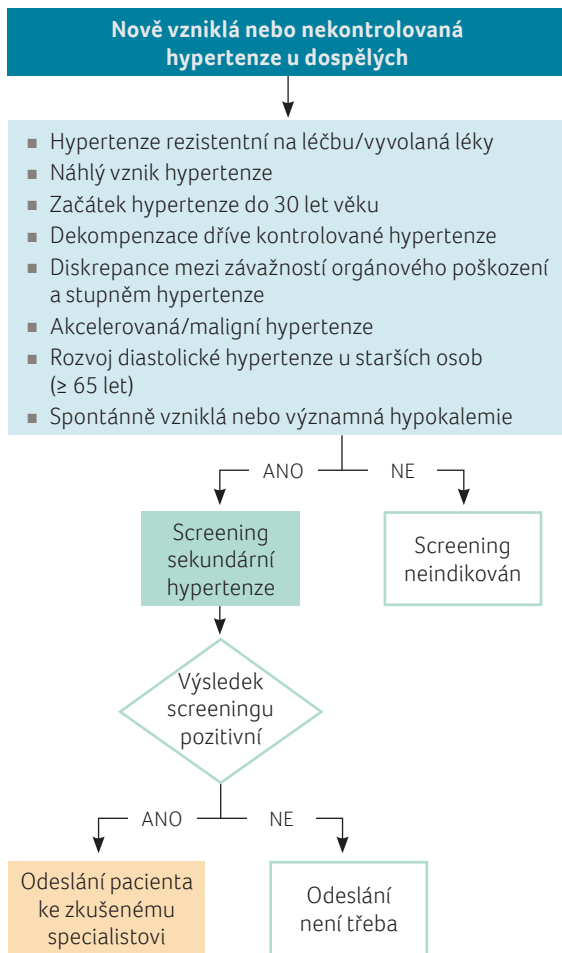 Nově vzniklá nebo nekontrolovaná
hypertenze u dospělých
▪ Hypertenze rezistentní na léčbu/vyvolaná léky
▪ Náhlý vznik hypertenze
▪ Začátek hypertenze do 30 let věku
▪ Dekompenzace dříve kontrolované hypertenze
▪ Diskrepance mezi závažností orgánového poškození
a stupněm hypertenze
▪ Akcelerovaná/maligní hypertenze
▪ Rozvoj diastolické hypertenze u starších osob
(≥ 65 let)
▪ Spontánně vzniklá nebo významná hypokalemie
ANO
NE
Screening
sekundární
hypertenze
Screening
neindikován
Výsledek
screeningu
pozitivní
ANO
NE
Odeslání pacienta
ke zkušenému
specialistovi
Odeslání
není třeba